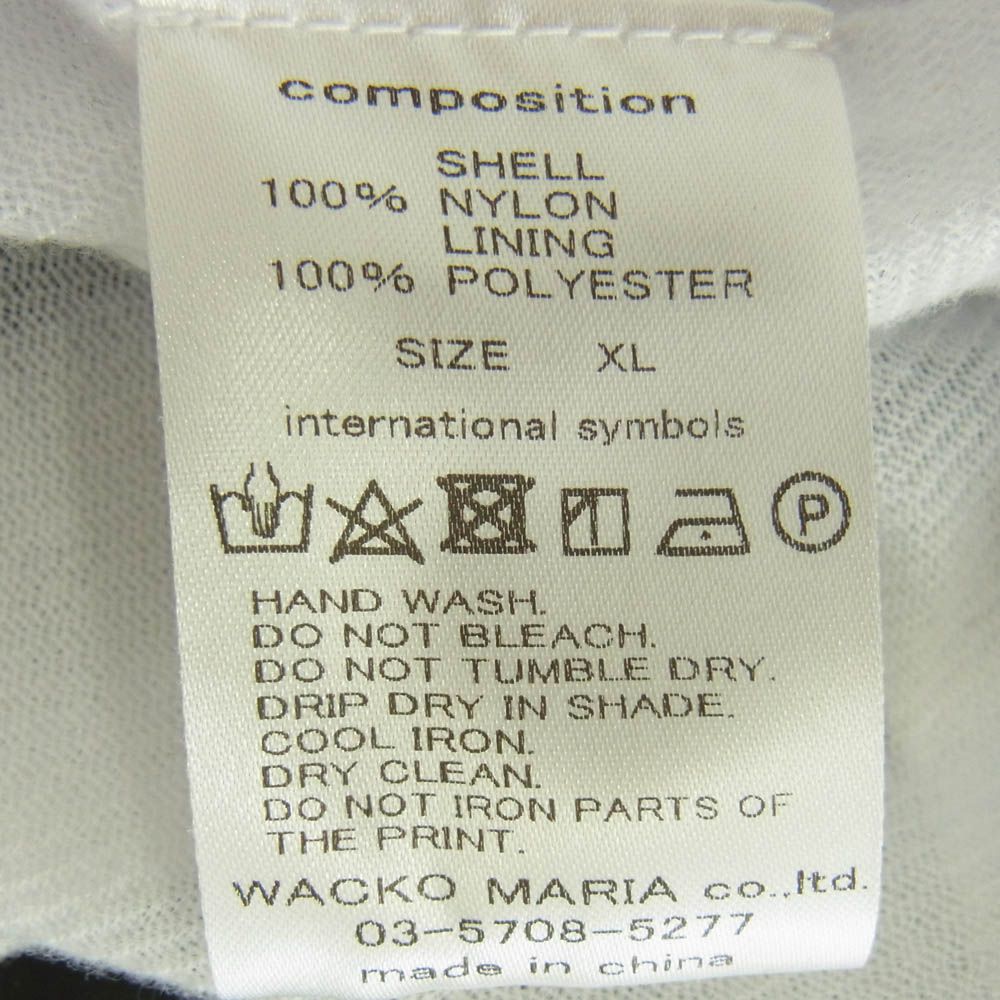 composition
SHELL
100% NYLON
LINING
100% POLYESTER
SIZE XL
international symbols
P
HAND WASH.
DO NOT BLEACH.
DO NOT TUMBLE DRY.
DRIP DRY IN SHADE.
COOL IRON.
DRY CLEAN.
DO NOT IRON PARTS OF
THE PRINT.
WACKO MARIA co.,ltd.
03-5708-5277
made in china